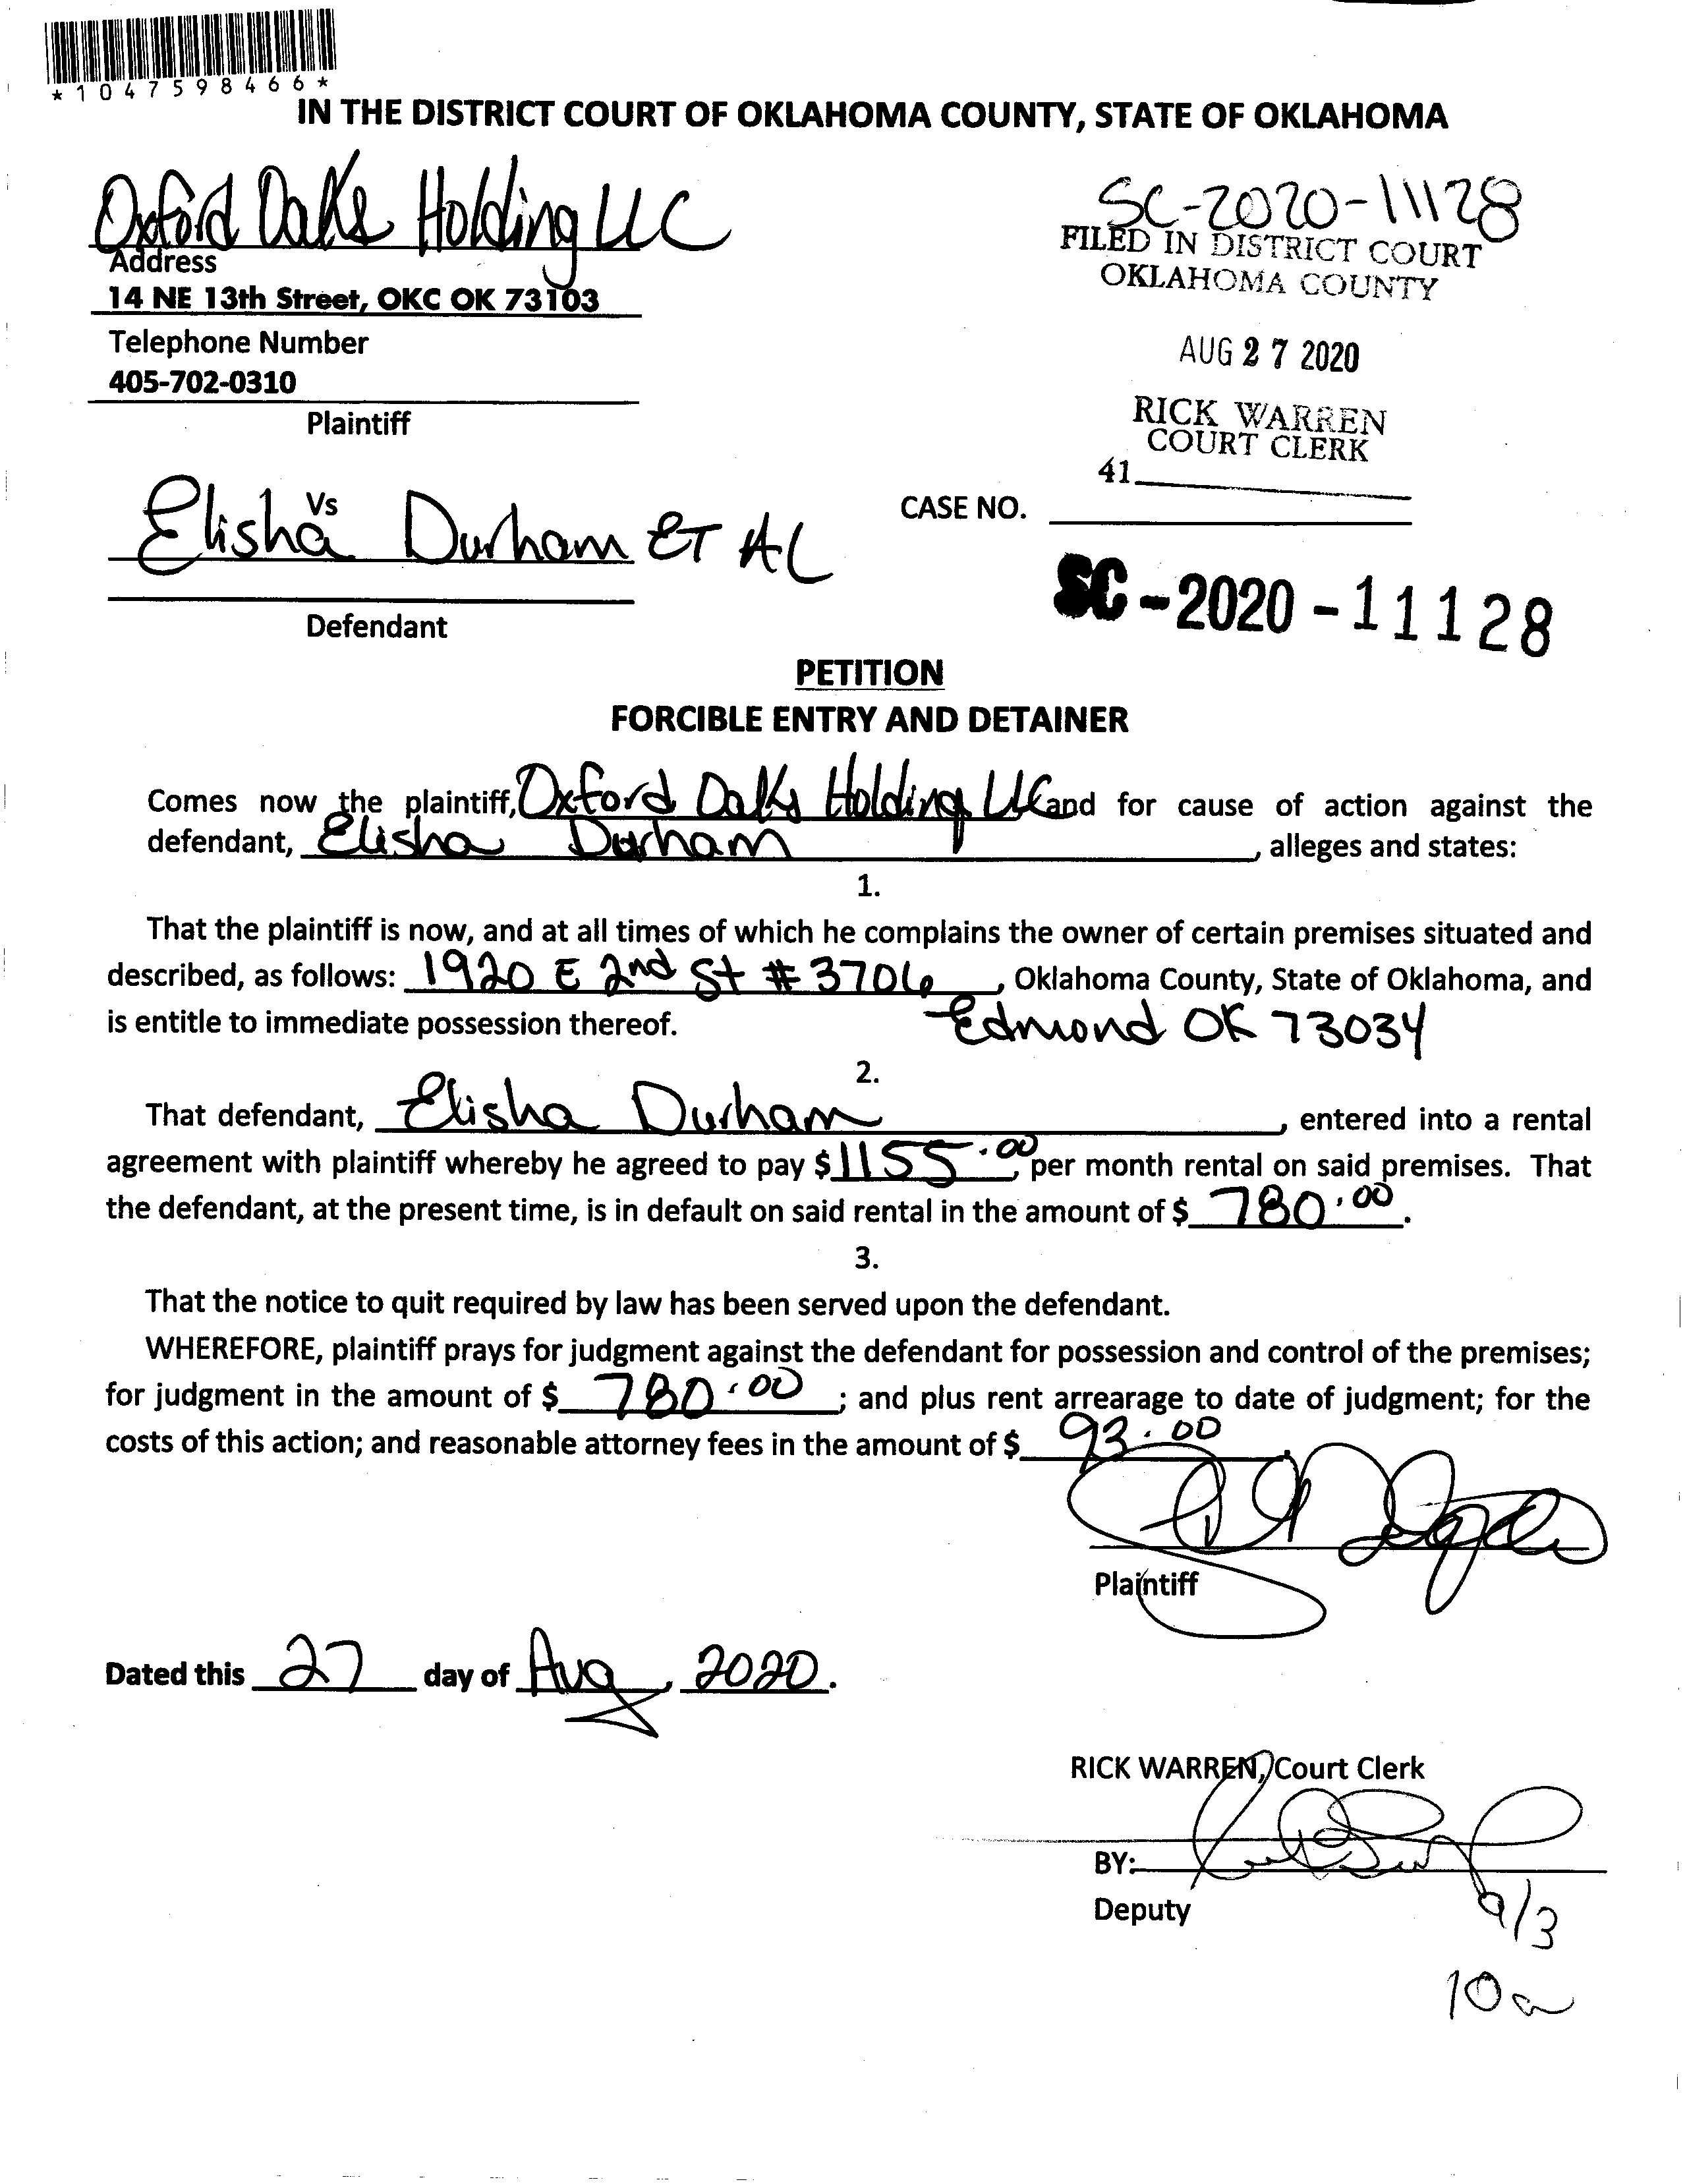 *1047598466*
IN THE DISTRICT COURT OF OKLAHOMA COUNTY, STATE OF OKLAHOMA
Oxford Oaks Holding LLC
Address
14 NE 13th Street, OKC OK 73103
Telephone Number
405-702-0310
Plaintiff
SC-2020-11128
FILED IN DISTRICT COURT
OKLAHOMA COUNTY
AUG 27 2020
RICK WARREN
COURT CLERK
41
Vs
Elisha Durham ET AL
Defendant
CASE NO.
SC-2020-11128
PETITION
FORCIBLE ENTRY AND DETAINER
Comes now the plaintiff, Oxford Oaks Holding LLC and for cause of action against the
defendant, Elisha Durham, alleges and states:
1.
That the plaintiff is now, and at all times of which he complains the owner of certain premises situated and
described, as follows: 1920 E 2nd St # 3706, Oklahoma County, State of Oklahoma, and
is entitle to immediate possession thereof. Edmond OK 73034
2.
That defendant, Elisha Durham, entered into a rental
agreement with plaintiff whereby he agreed to pay $1155.00, per month rental on said premises. That
the defendant, at the present time, is in default on said rental in the amount of $ 780.00.
3.
That the notice to quit required by law has been served upon the defendant.
WHEREFORE, plaintiff prays for judgment against the defendant for possession and control of the premises;
for judgment in the amount of $ 780.00; and plus rent arrearage to date of judgment; for the
costs of this action; and reasonable attorney fees in the amount of $ 93.00
Plaintiff
Dated this 27 day of Aug, 2020.
RICK WARREN, Court Clerk
BY:
Deputy
9/3
10a